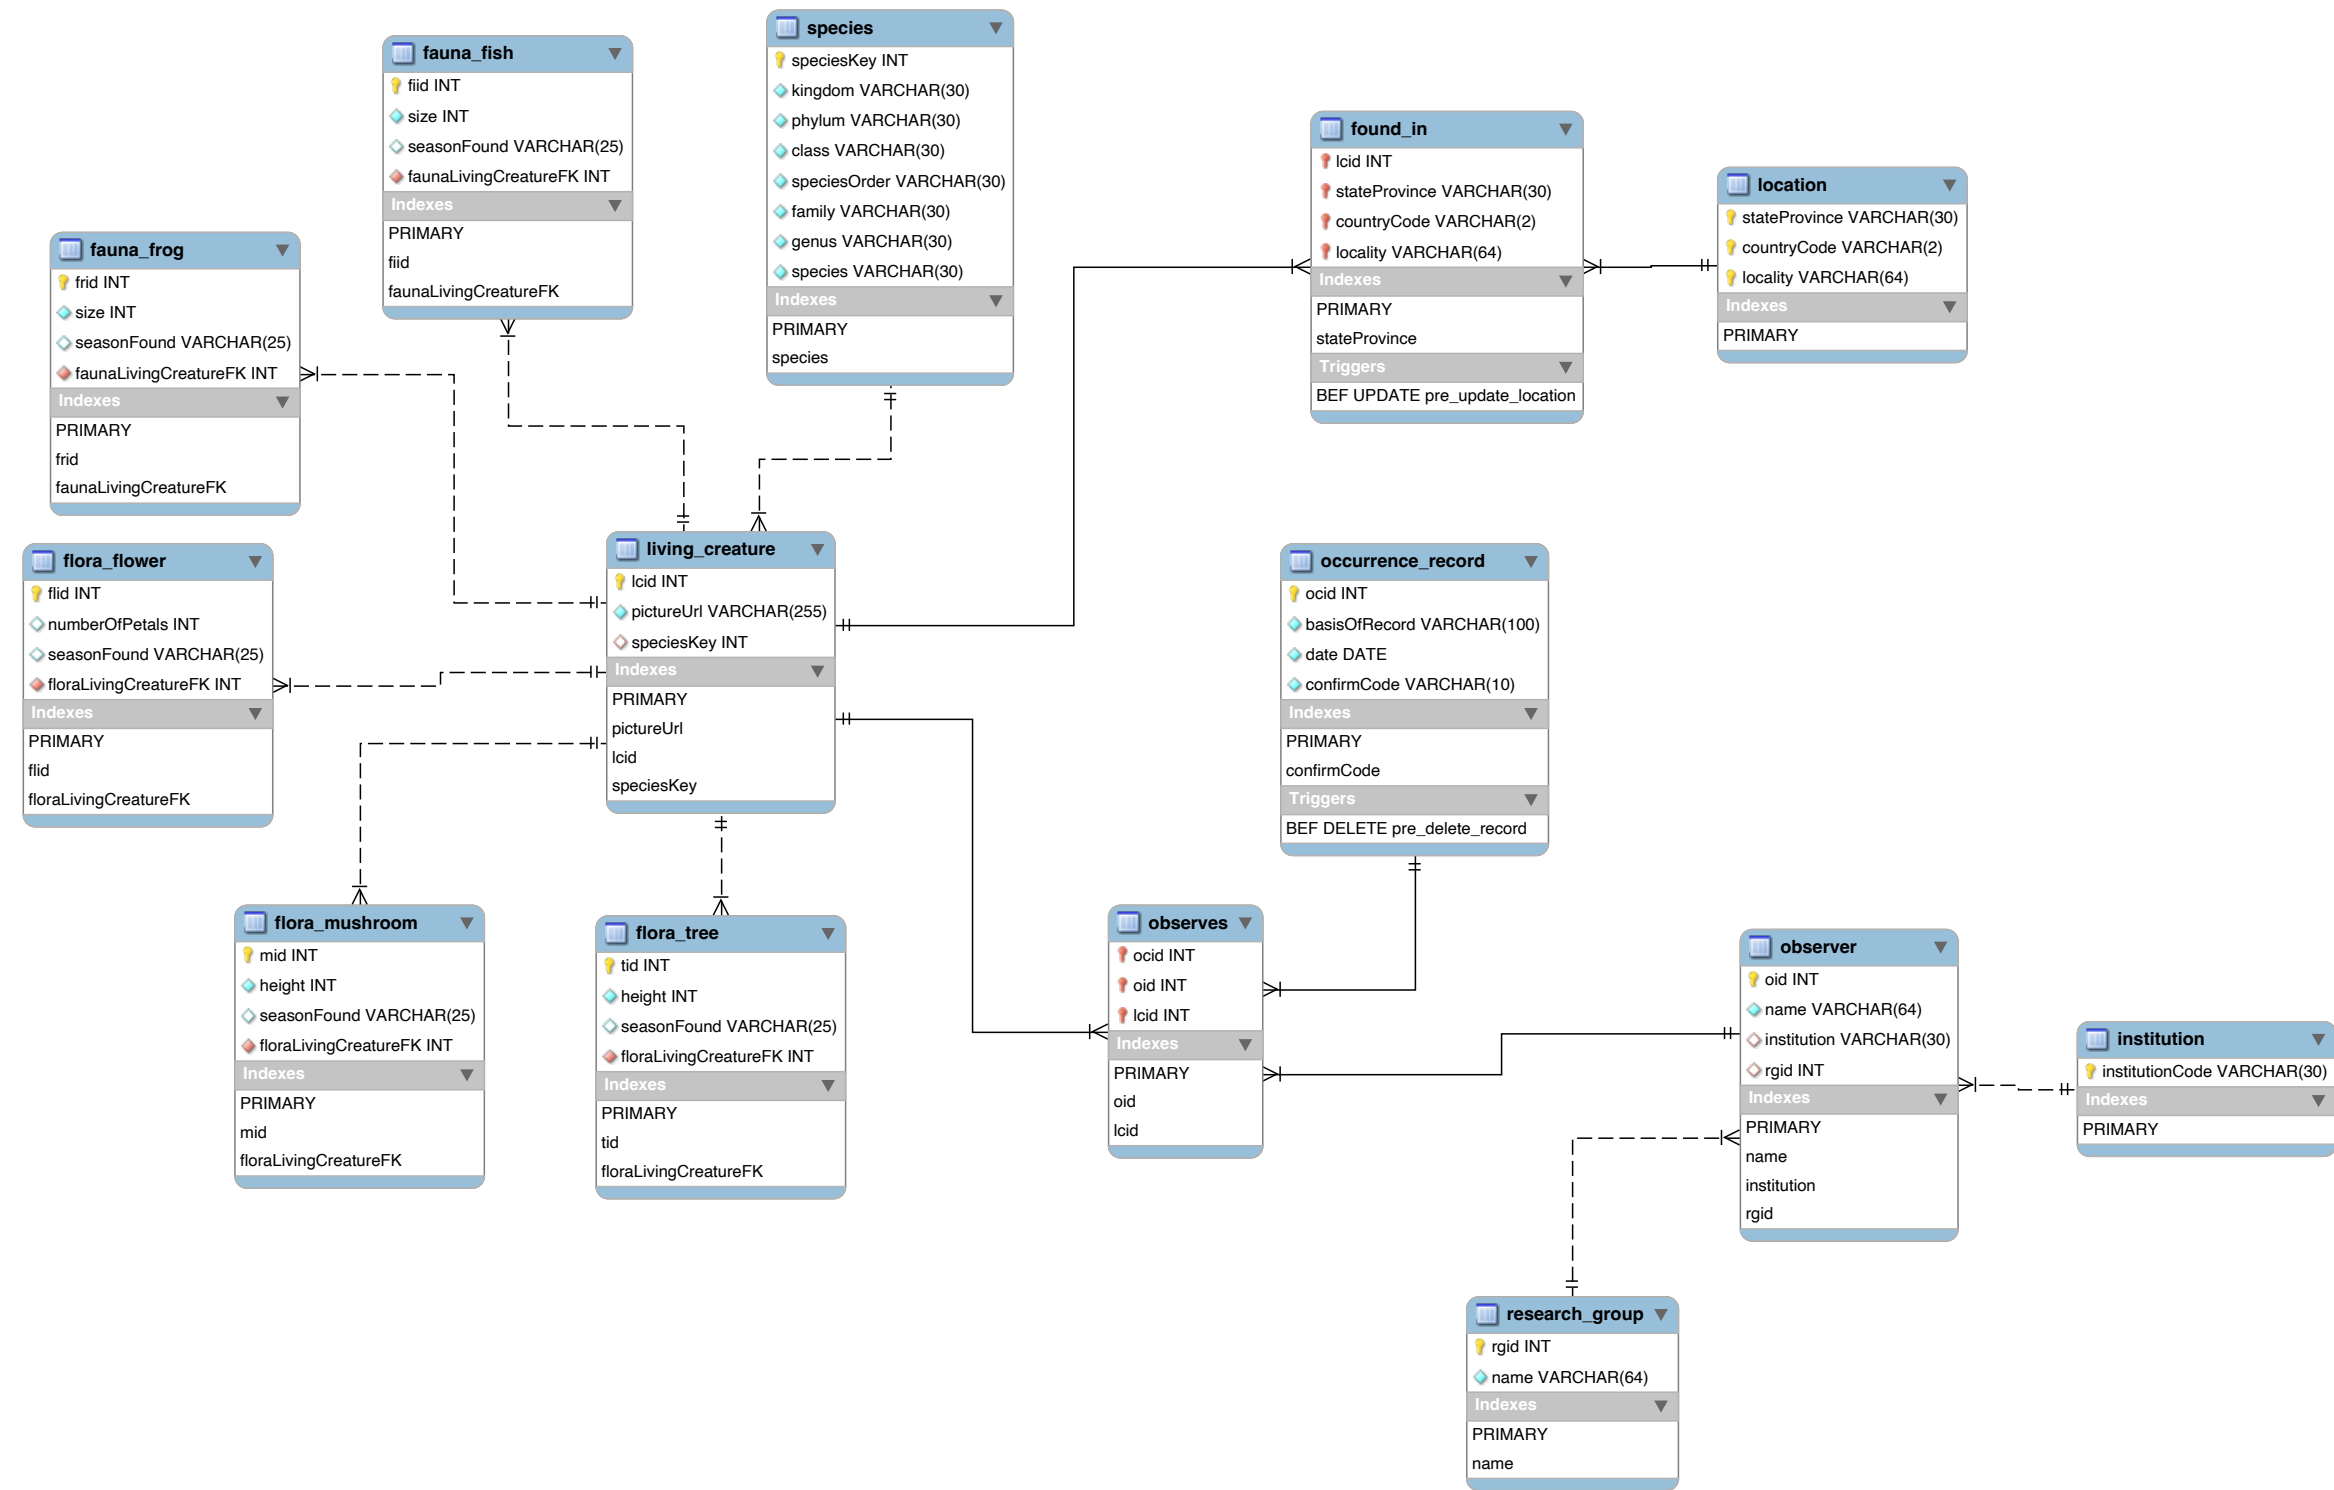 species
speciesKey INT
kingdom VARCHAR(30)
phylum VARCHAR(30)
class VARCHAR(30)
speciesOrder VARCHAR(30)
family VARCHAR(30)
genus VARCHAR(30)
species VARCHAR(30)
Indexes
PRIMARY
species
fauna_fish
fiid INT
size INT
seasonFound VARCHAR(25)
faunaLivingCreatureFK INT
Indexes
PRIMARY
fiid
faunaLivingCreatureFK
found_in
lcid INT
stateProvince VARCHAR(30)
countryCode VARCHAR(2)
locality VARCHAR(64)
Indexes
PRIMARY
stateProvince
Triggers
BEF UPDATE pre_update_location
location
stateProvince VARCHAR(30)
countryCode VARCHAR(2)
locality VARCHAR(64)
Indexes
PRIMARY
fauna_frog
frid INT
size INT
seasonFound VARCHAR(25)
faunaLivingCreatureFK INT
Indexes
PRIMARY
frid
faunaLivingCreatureFK
flora_flower
flid INT
numberOfPetals INT
seasonFound VARCHAR(25)
floraLivingCreatureFK INT
Indexes
PRIMARY
flid
floraLivingCreatureFK
living_creature
lcid INT
pictureUrl VARCHAR(255)
speciesKey INT
Indexes
PRIMARY
pictureUrl
lcid
speciesKey
occurrence_record
ocid INT
basisOfRecord VARCHAR(100)
date DATE
confirmCode VARCHAR(10)
Indexes
PRIMARY
confirmCode
Triggers
BEF DELETE pre_delete_record
flora_mushroom
mid INT
height INT
seasonFound VARCHAR(25)
floraLivingCreatureFK INT
Indexes
PRIMARY
mid
floraLivingCreatureFK
flora_tree
tid INT
height INT
seasonFound VARCHAR(25)
floraLivingCreatureFK INT
Indexes
PRIMARY
tid
floraLivingCreatureFK
observes
ocid INT
oid INT
lcid INT
Indexes
PRIMARY
oid
lcid
observer
oid INT
name VARCHAR(64)
institution VARCHAR(30)
rgid INT
Indexes
PRIMARY
name
institution
rgid
institution
institutionCode VARCHAR(30)
Indexes
PRIMARY
research_group
rgid INT
name VARCHAR(64)
Indexes
PRIMARY
name